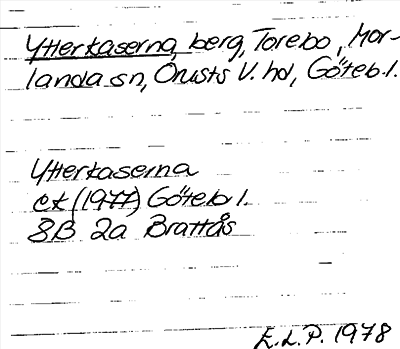 Ytterkaserna, berg, Torebo, Mor-
landa sn, Orusts V. hd, Göteb. l.
Ytterkaserna
ek (1977) Göteb l.
8B 2a Brattås
E.L.P. 1978